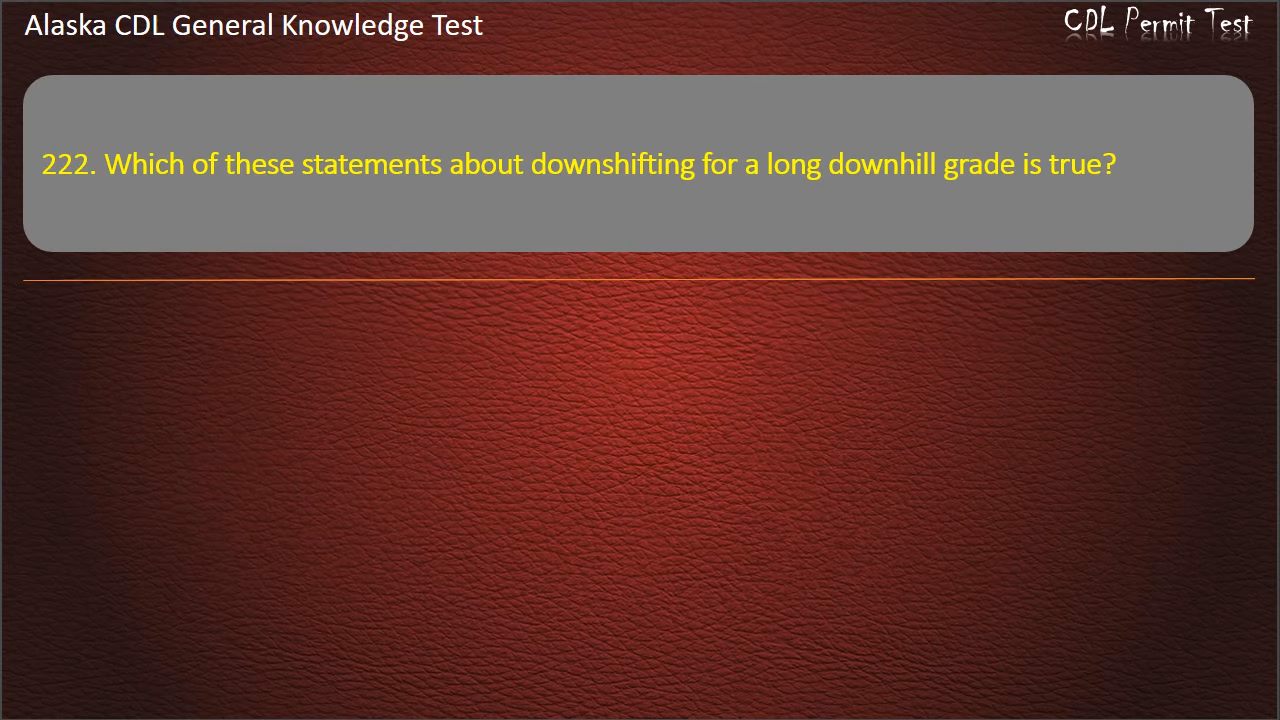 Alaska CDL General Knowledge Test
CDL Permit Test
222. Which of these statements about downshifting for a long downhill grade is true?